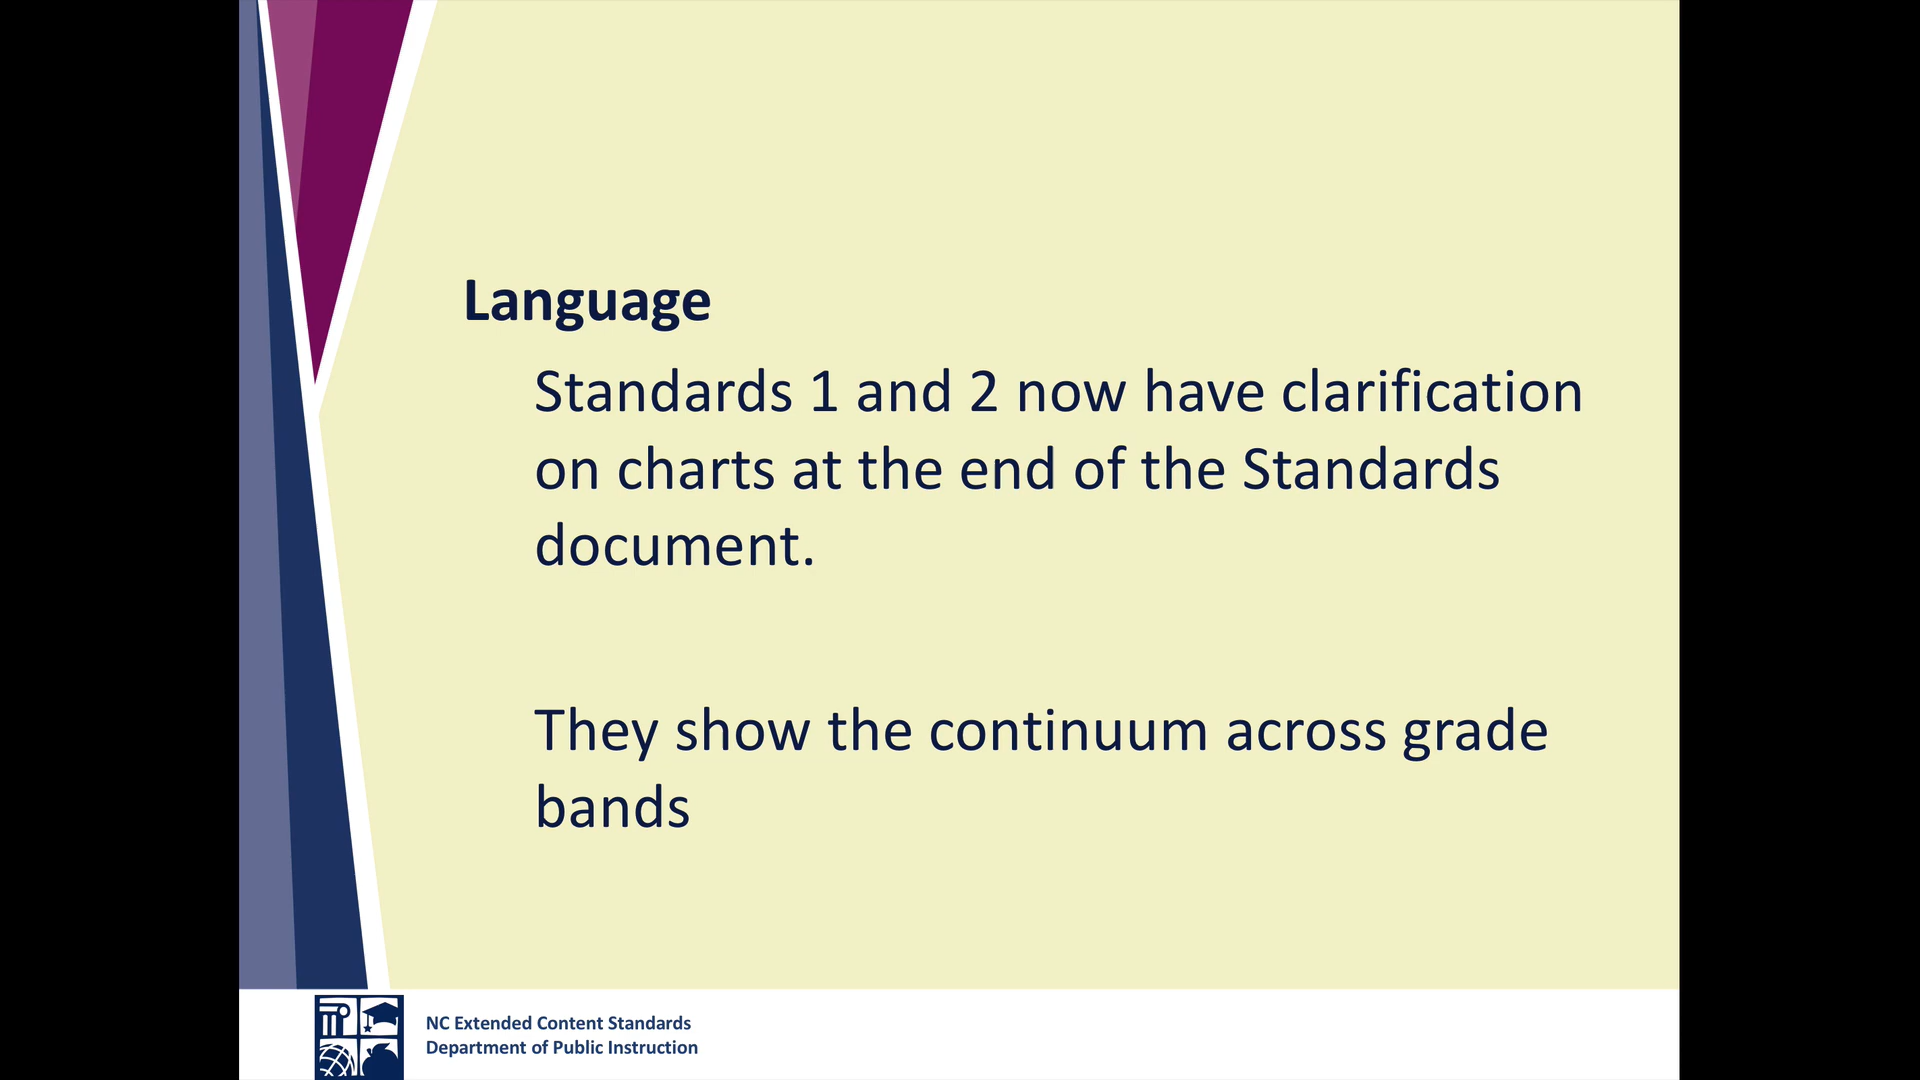 Language
Standards 1 and 2 now have clarification
on charts at the end of the Standards
document.
They show the continuum across grade
bands
NC Extended Content Standards
Department of Public Instruction